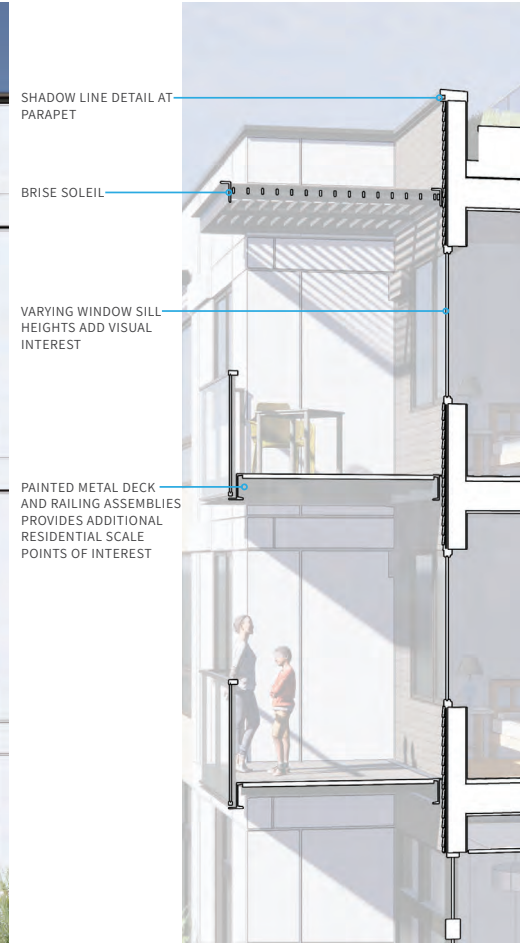 SHADOW LINE DETAIL AT
PARAPET
BRISE SOLEIL
VARYING WINDOW SILL
HEIGHTS ADD VISUAL
INTEREST
PAINTED METAL DECK
AND RAILING ASSEMBLIES
PROVIDES ADDITIONAL
RESIDENTIAL SCALE
POINTS OF INTEREST